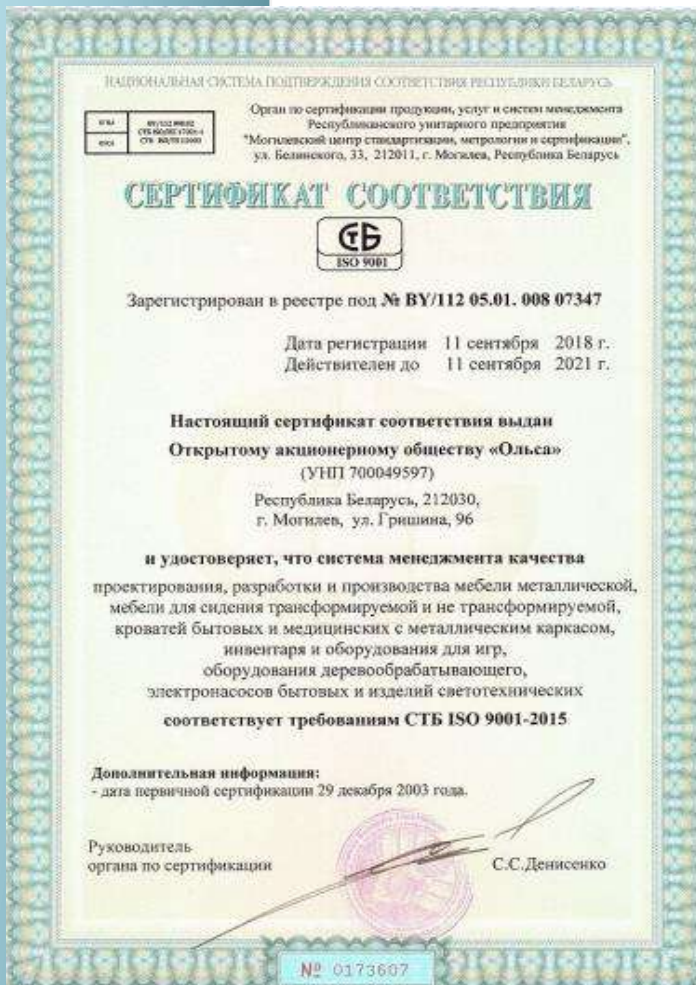 НАЦИОНАЛЬНАЯ СИСТЕМА ПОДТВЕРЖДЕНИЯ СООТВЕТСТВИЯ РЕСПУБЛИКИ БЕЛАРУСЬ
Орган по сертификации продукции, услуг и систем менеджмента
Республиканского унитарного предприятия
"Могилевский центр стандартизации, метрологии и сертификации",
ул. Белинского, 33, 212011, г. Могилев, Республика Беларусь
СЕРТИФИКАТ СООТВЕТСТВИЯ
СТБ
ISO 9001
Зарегистрирован в реестре под № BY/112 05.01. 008 07347
Дата регистрации 11 сентября 2018 г.
Действителен до 11 сентября 2021 г.
Настоящий сертификат соответствия выдан
Открытому акционерному обществу «Ольса»
(УНП 700049597)
Республика Беларусь, 212030,
г. Могилев, ул. Гришина, 96
и удостоверяет, что система менеджмента качества
проектирования, разработки и производства мебели металлической,
мебели для сидения трансформируемой и не трансформируемой,
кроватей бытовых и медицинских с металлическим каркасом,
инвентаря и оборудования для игр,
оборудования деревообрабатывающего,
электронасосов бытовых и изделий светотехнических
соответствует требованиям СТБ ISO 9001-2015
Дополнительная информация:
- дата первичной сертификации 29 декабря 2003 года.
Руководитель
органа по сертификации С.С.Денисенко
№ 0173607